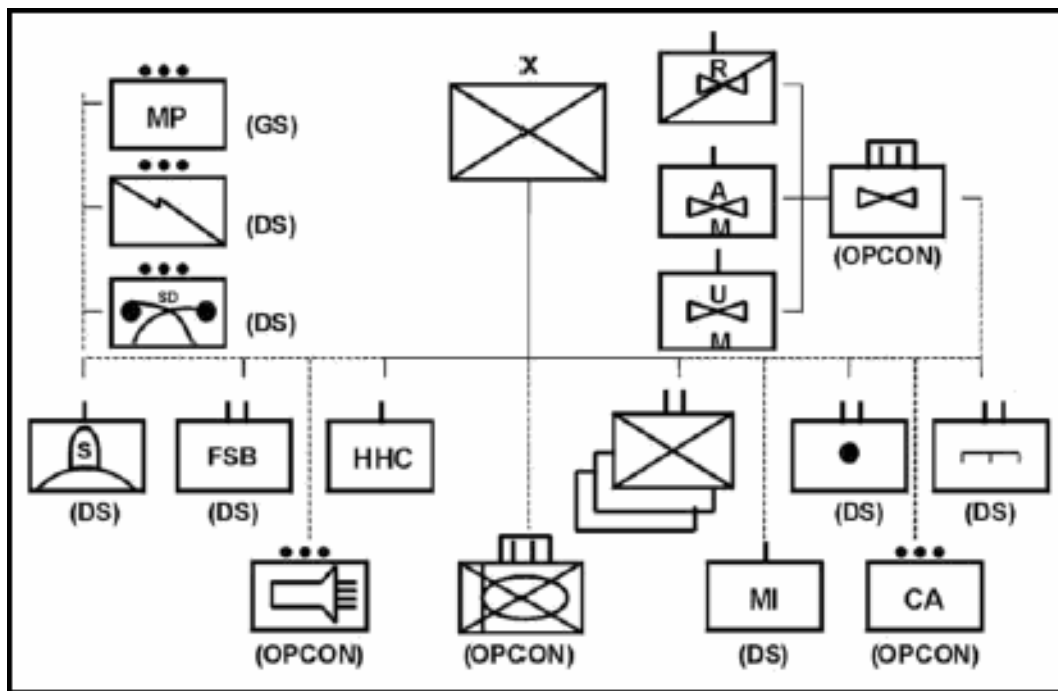 X
MP
(GS)
(DS)
SD
(DS)
R
A
M
U
M
(OPCON)
S
(DS)
FSB
(DS)
HHC
(DS)
(DS)
(OPCON)
(OPCON)
MI
(DS)
CA
(OPCON)